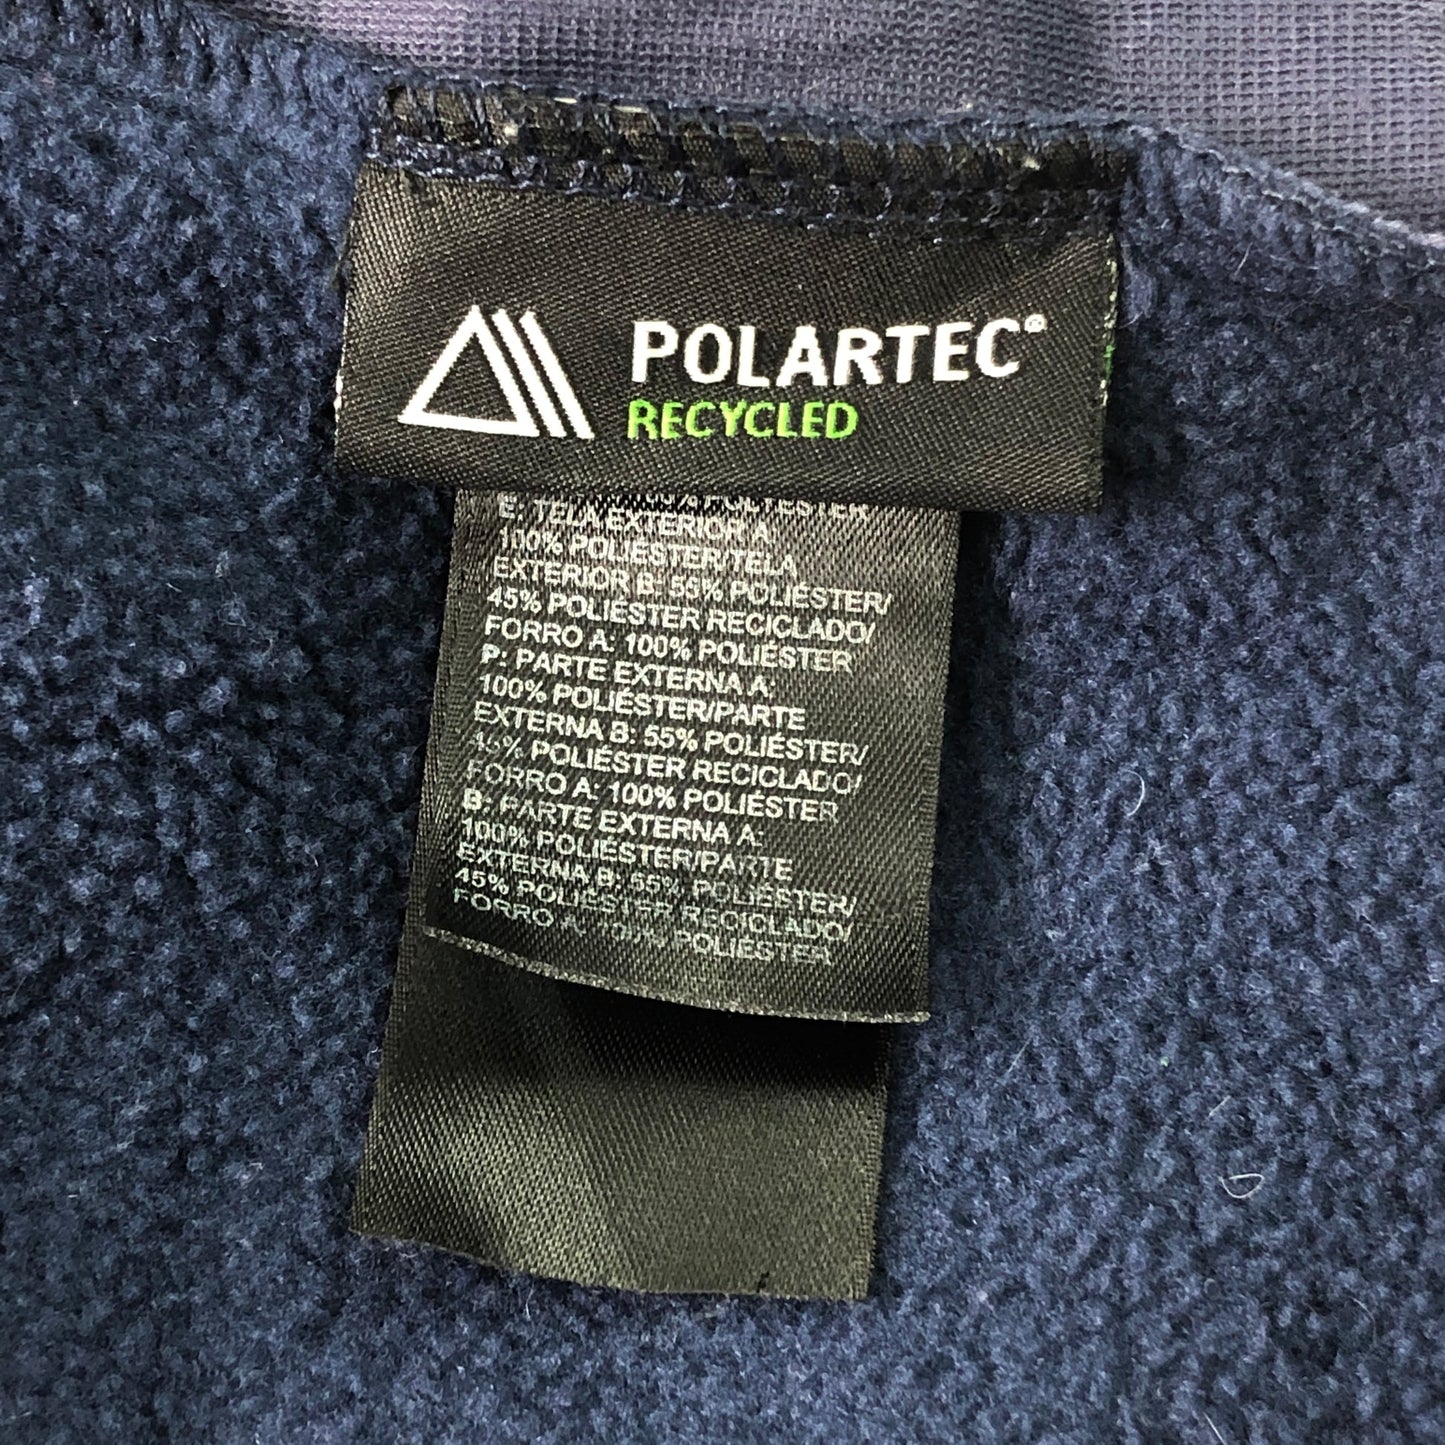 POLARTEC®
RECYCLED
POLYESTER
E: TELA EXTERIOR A:
100% POLIÉSTER/TELA
EXTERIOR B: 55% POLIÉSTER/
45% POLIÉSTER RECICLADO/
FORRO A: 100% POLIÉSTER
P: PARTE EXTERNA A:
100% POLIÉSTER/PARTE
EXTERNA B: 55% POLIÉSTER/
45% POLIÉSTER RECICLADO/
FORRO A: 100% POLIÉSTER
B: PARTE EXTERNA A:
100% POLIÉSTER/PARTE
EXTERNA B: 55% POLIÉSTER/
45% POLIÉSTER RECICLADO/
FORRO A: 100% POLIÉSTER